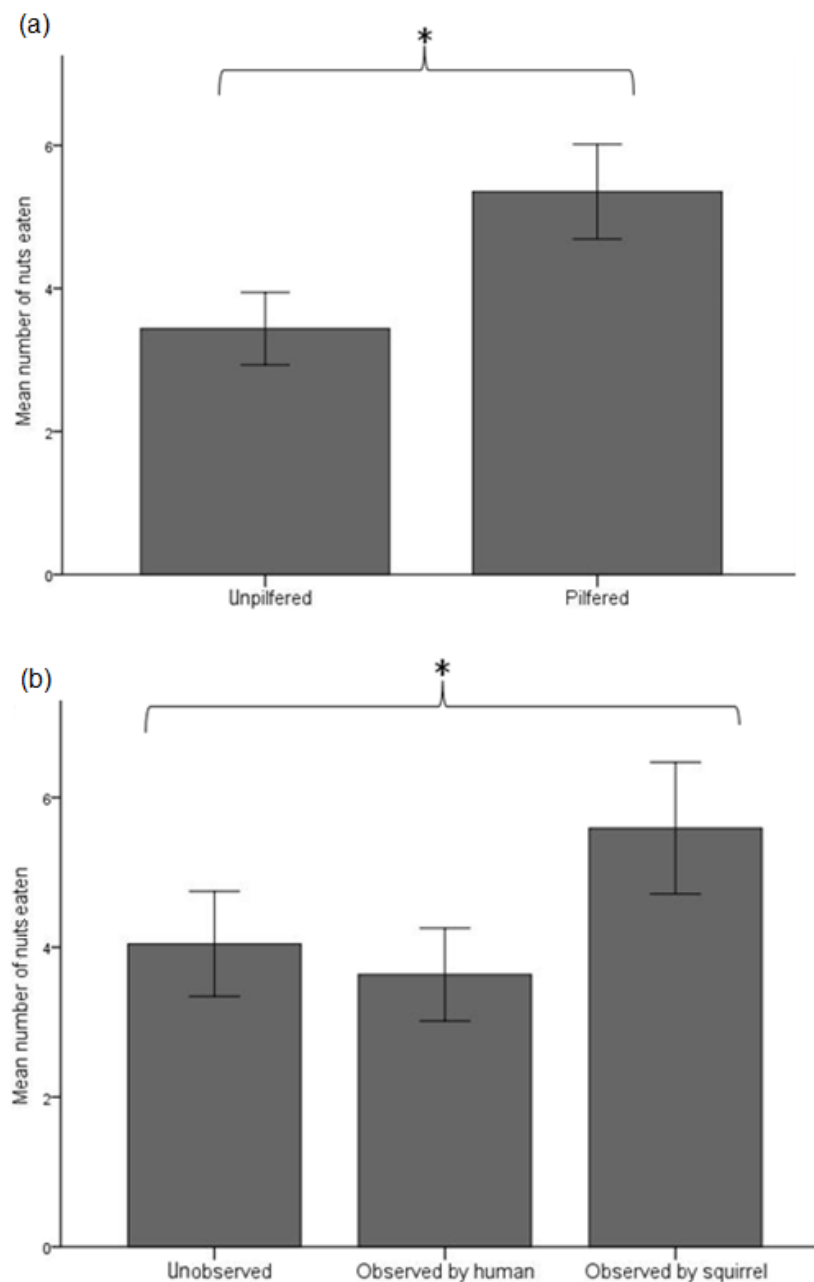 (a)
*
Mean number of nuts eaten
6
4
2
0
Unpilfered
Pilfered
(b)
*
Mean number of nuts eaten
6
4
2
0
Unobserved
Observed by human
Observed by squirrel